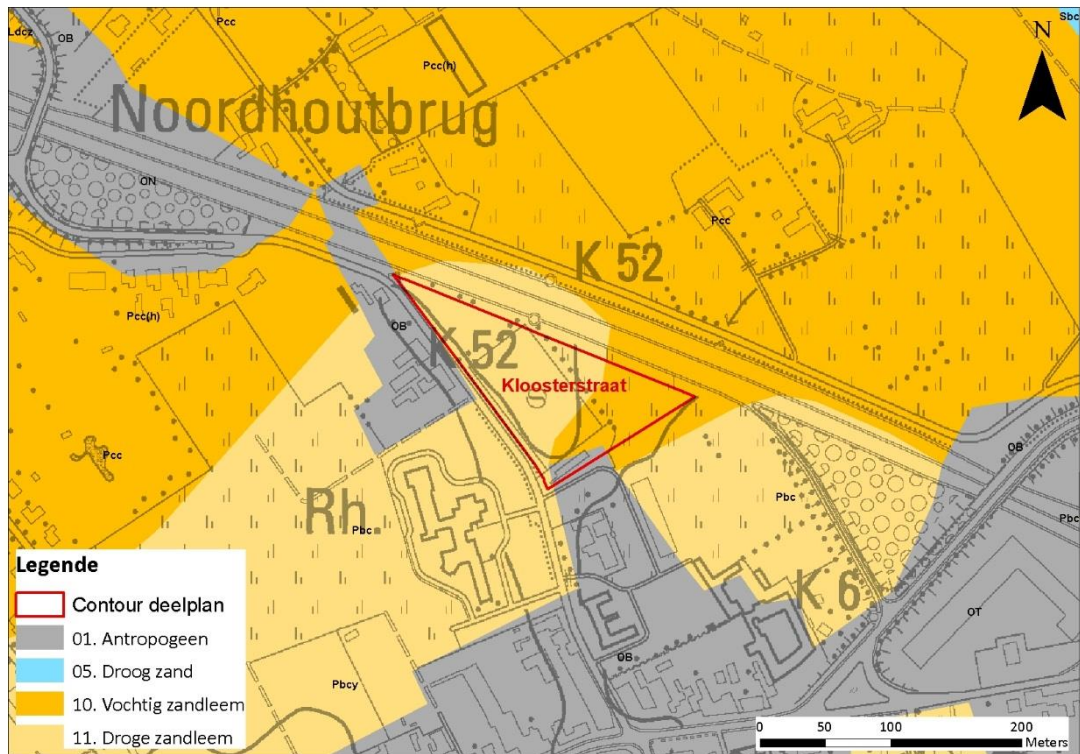 Pcc
Sbc
Ldcz
OB
N
Pcc(h)
Noordhoutbrug
ON
Pcc
K 52
Pcc(h)
OB
K 52
Kloosterstraat
Pcc
OB
Pbc
Rh.
Pbc
Pbc
K 6
OT
OB
Pbcy
Legende
Contour deelplan
01. Antropogeen
05. Droog zand
10. Vochtig zandleem
11. Droge zandleem
0 50 100 200
Meters